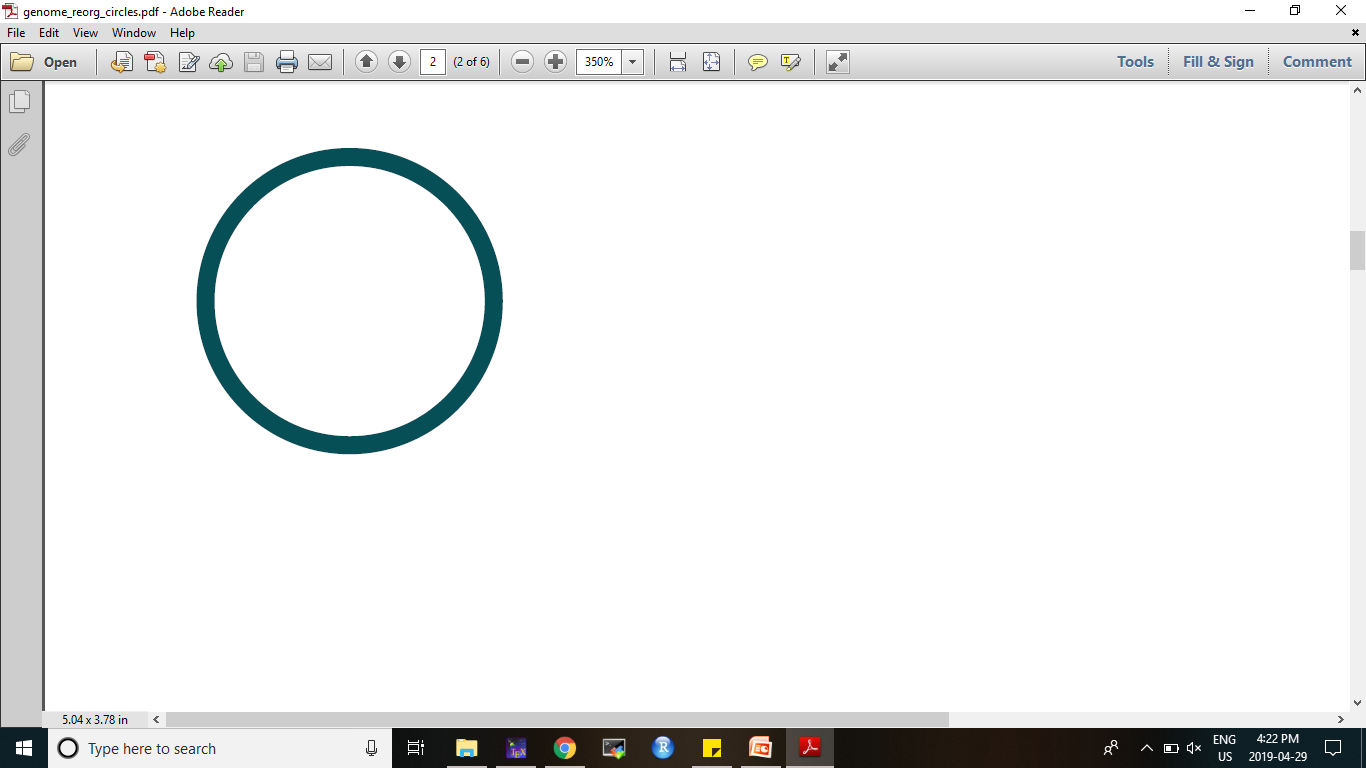 genome_reorg_circles.pdf - Adobe Reader
File Edit View Window Help
Open 2 (2 of 6) 350% Tools Fill & Sign Comment
5.04 x 3.78 in
Type here to search
ENG
US
4:22 PM
2019-04-29